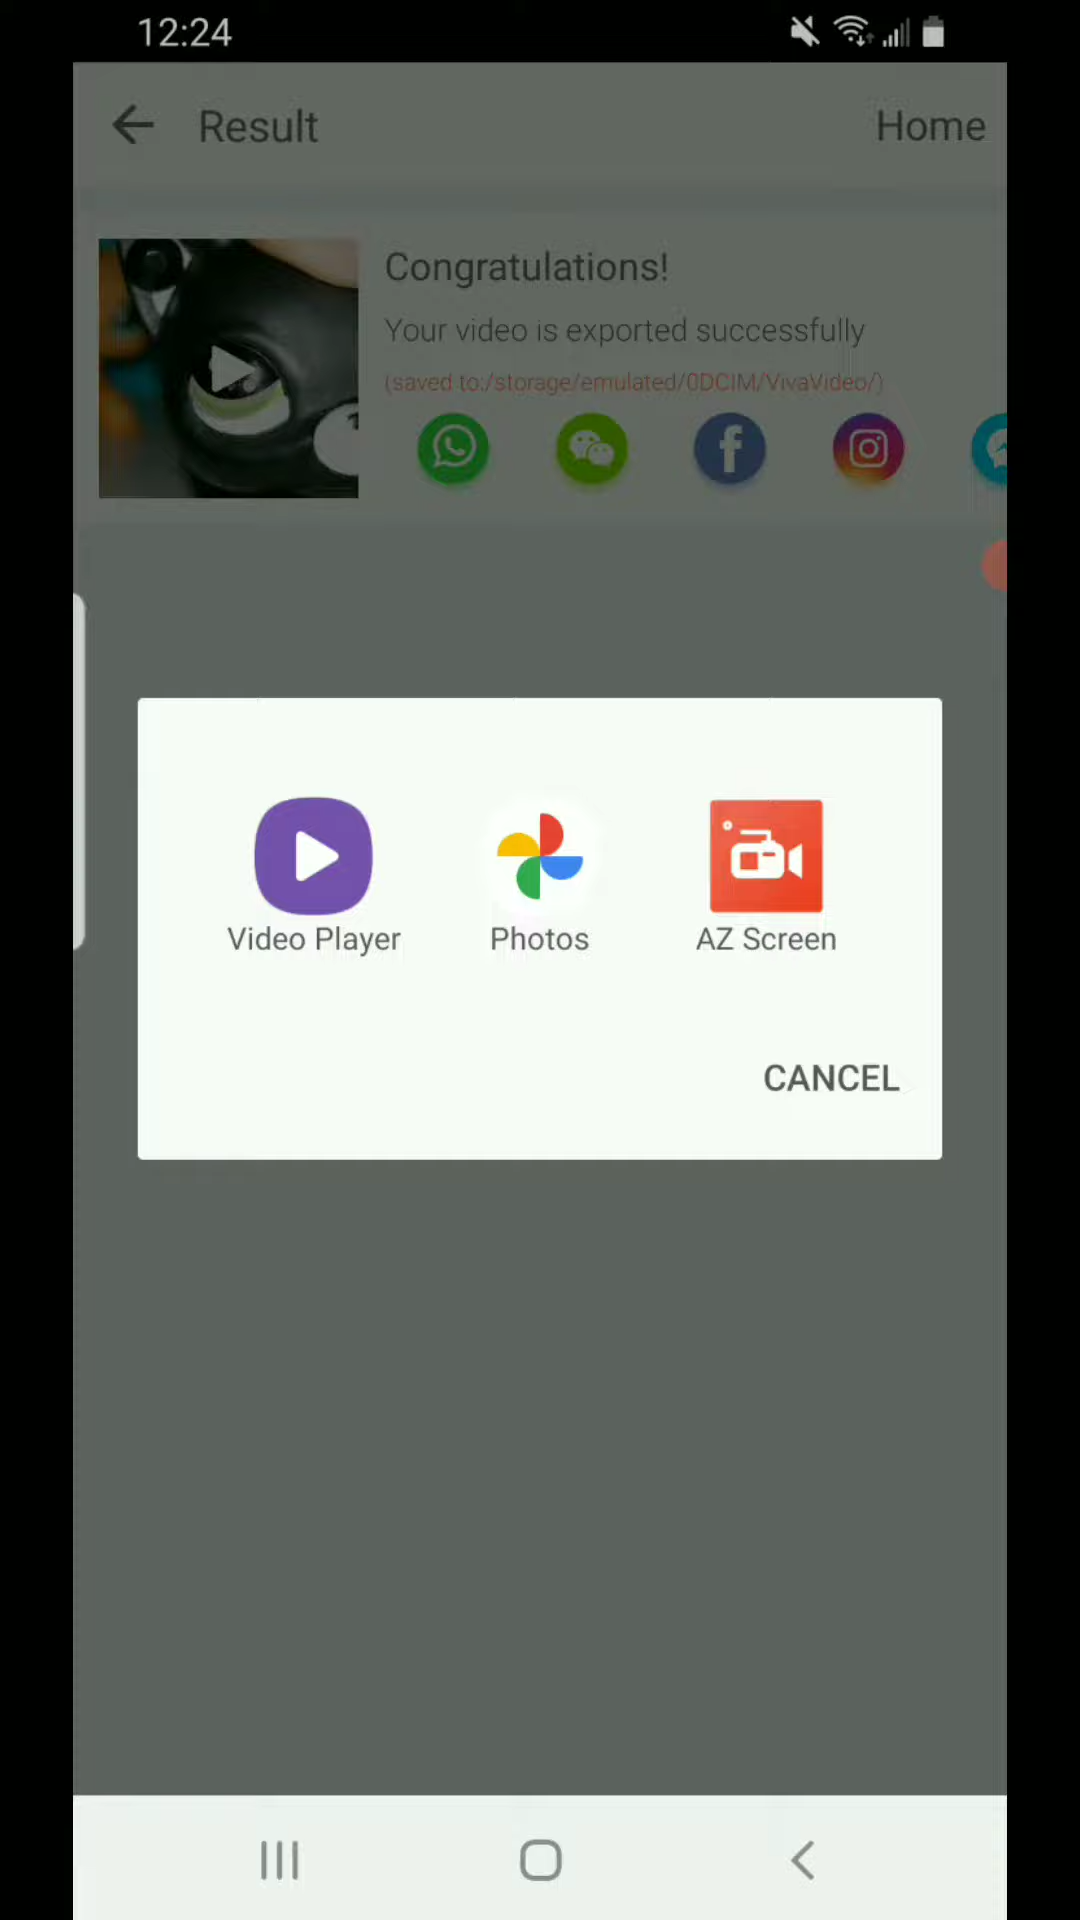 12:24
Result
Home
Congratulations!
Your video is exported successfully
(saved to:/storage/emulated/0DCIM/VivaVideo/)
Video Player
Photos
AZ Screen
CANCEL